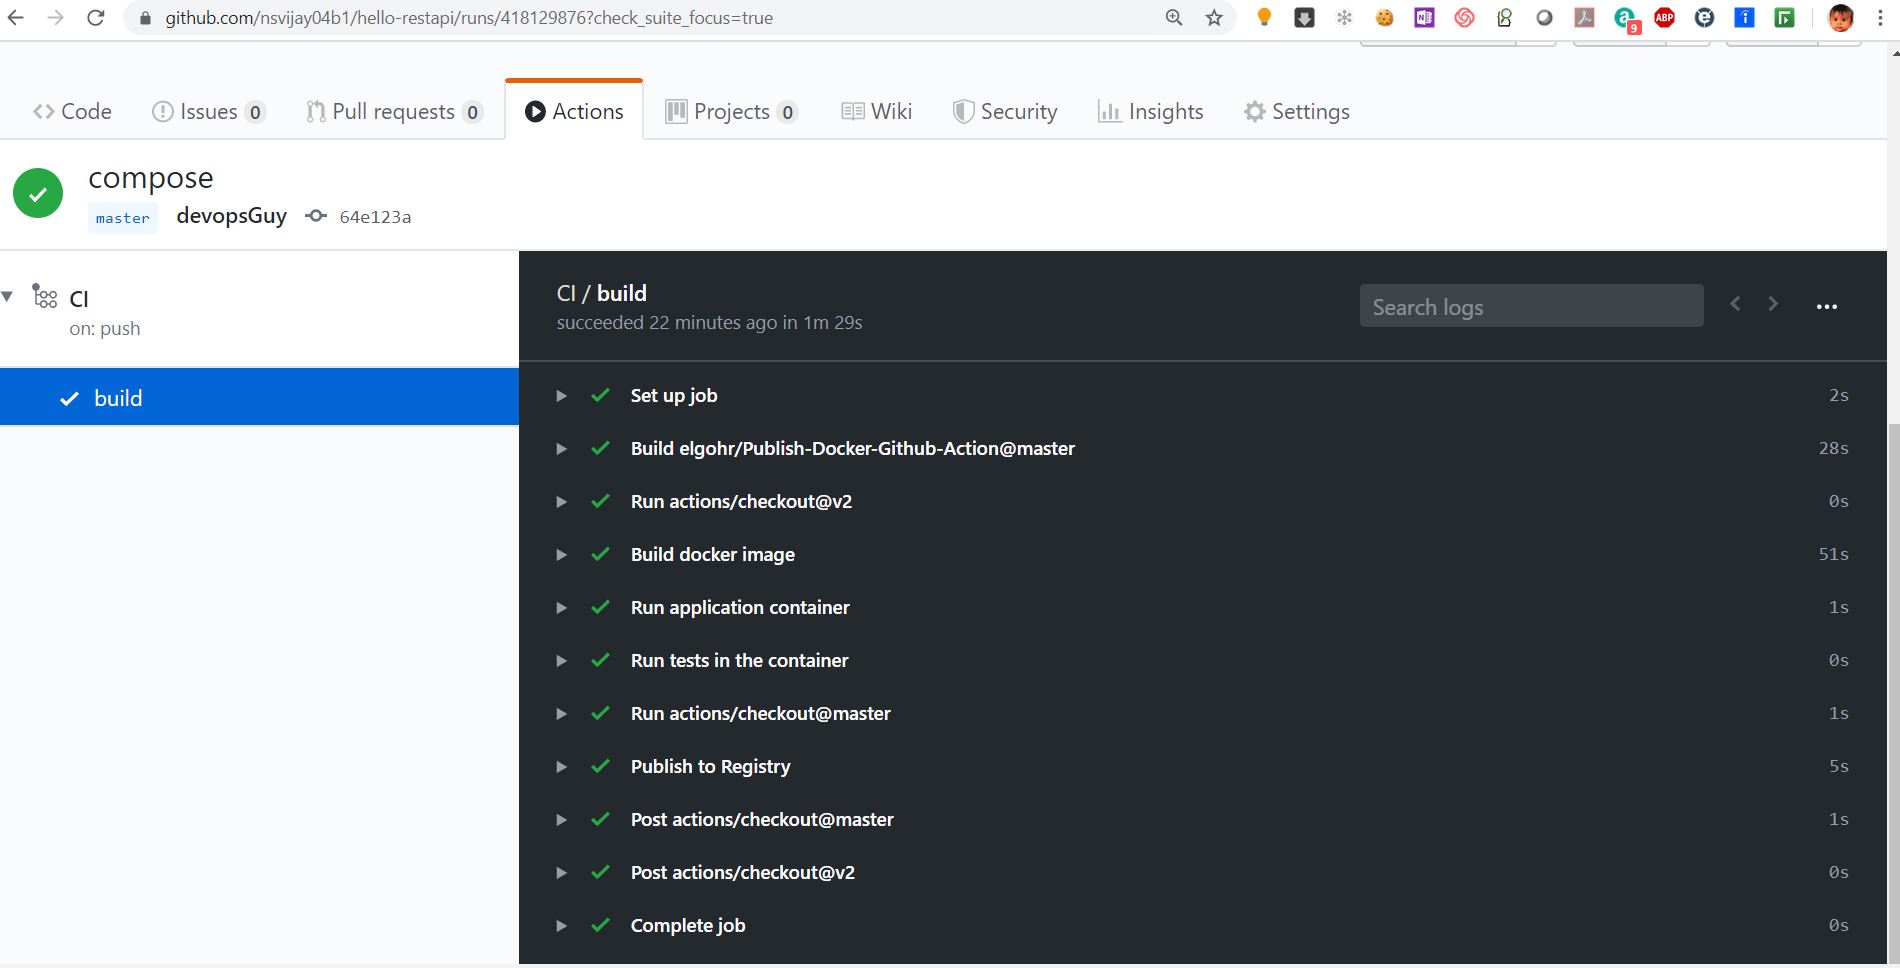 github.com/nsvijay04b1/hello-restapi/runs/418129876?check_suite_focus=true
9 ABP
Code Issues 0 Pull requests 0 Actions Projects 0 Wiki Security Insights Settings
compose
master devopsGuy 64e123a
CI
on: push
build
CI / build
succeeded 22 minutes ago in 1m 29s
Search logs
Set up job 2s
Build elgohr/Publish-Docker-Github-Action@master 28s
Run actions/checkout@v2 0s
Build docker image 51s
Run application container 1s
Run tests in the container 0s
Run actions/checkout@master 1s
Publish to Registry 5s
Post actions/checkout@master 1s
Post actions/checkout@v2 0s
Complete job 0s